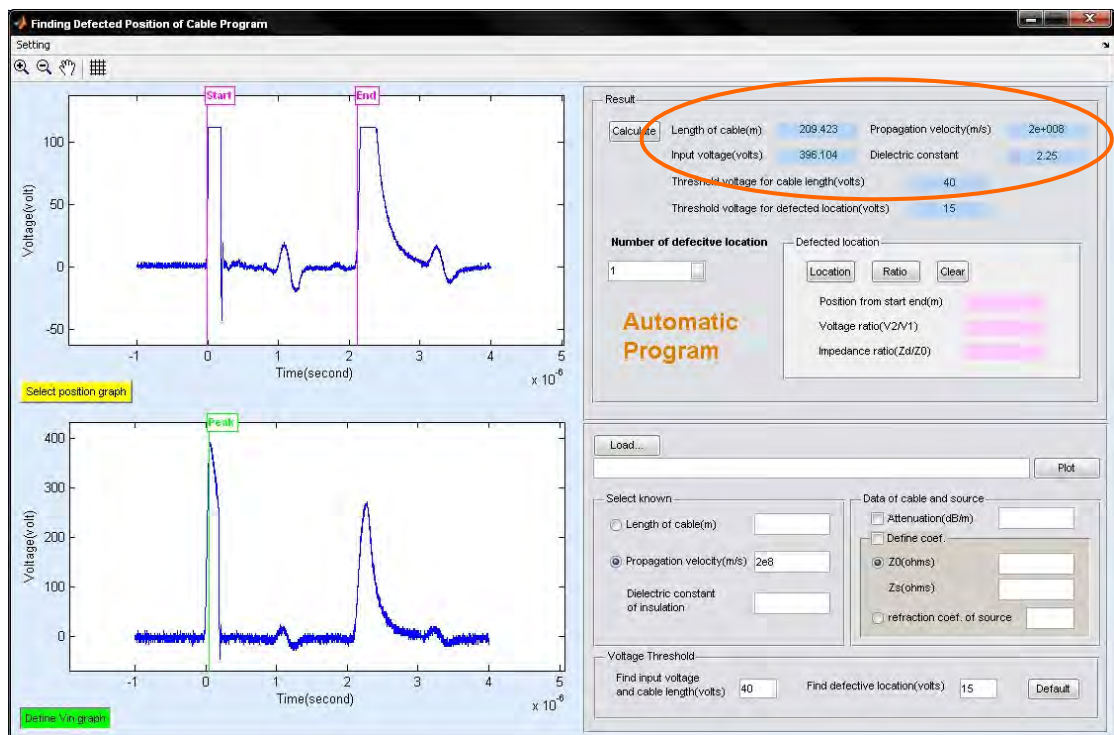 Finding Defected Position of Cable Program
Setting
Start End
100
50
0
-50
Voltage(volt)
-1 0 1 2 3 4 5
Time(second)
x 10⁻⁶
Select position graph
Peak
400
300
200
100
0
Voltage(volt)
-1 0 1 2 3 4 5
Time(second)
x 10⁻⁶
Define Vin graph
Result
Calculate Length of cable(m) 209.423 Propagation velocity(m/s) 2e+008
Input voltage(volts) 396.104 Dielectric constant 2.25
Threshold voltage for cable length(volts) 40
Threshold voltage for defected location(volts) 15
Number of defecitve location
1
Automatic
Program
Defected location
Location Ratio Clear
Position from start end(m)
Voltage ratio(V2/V1)
Impedance ratio(Zd/Z0)
Load...
Plot
Select known
Length of cable(m)
Propagation velocity(m/s) 2e8
Dielectric constant
of insulation
Data of cable and source
Attenuation(dB/m)
Define coef.
Z0(ohms)
Zs(ohms)
refraction coef. of source
Voltage Threshold
Find input voltage
and cable length(volts) 40
Find defective location(volts) 15
Default